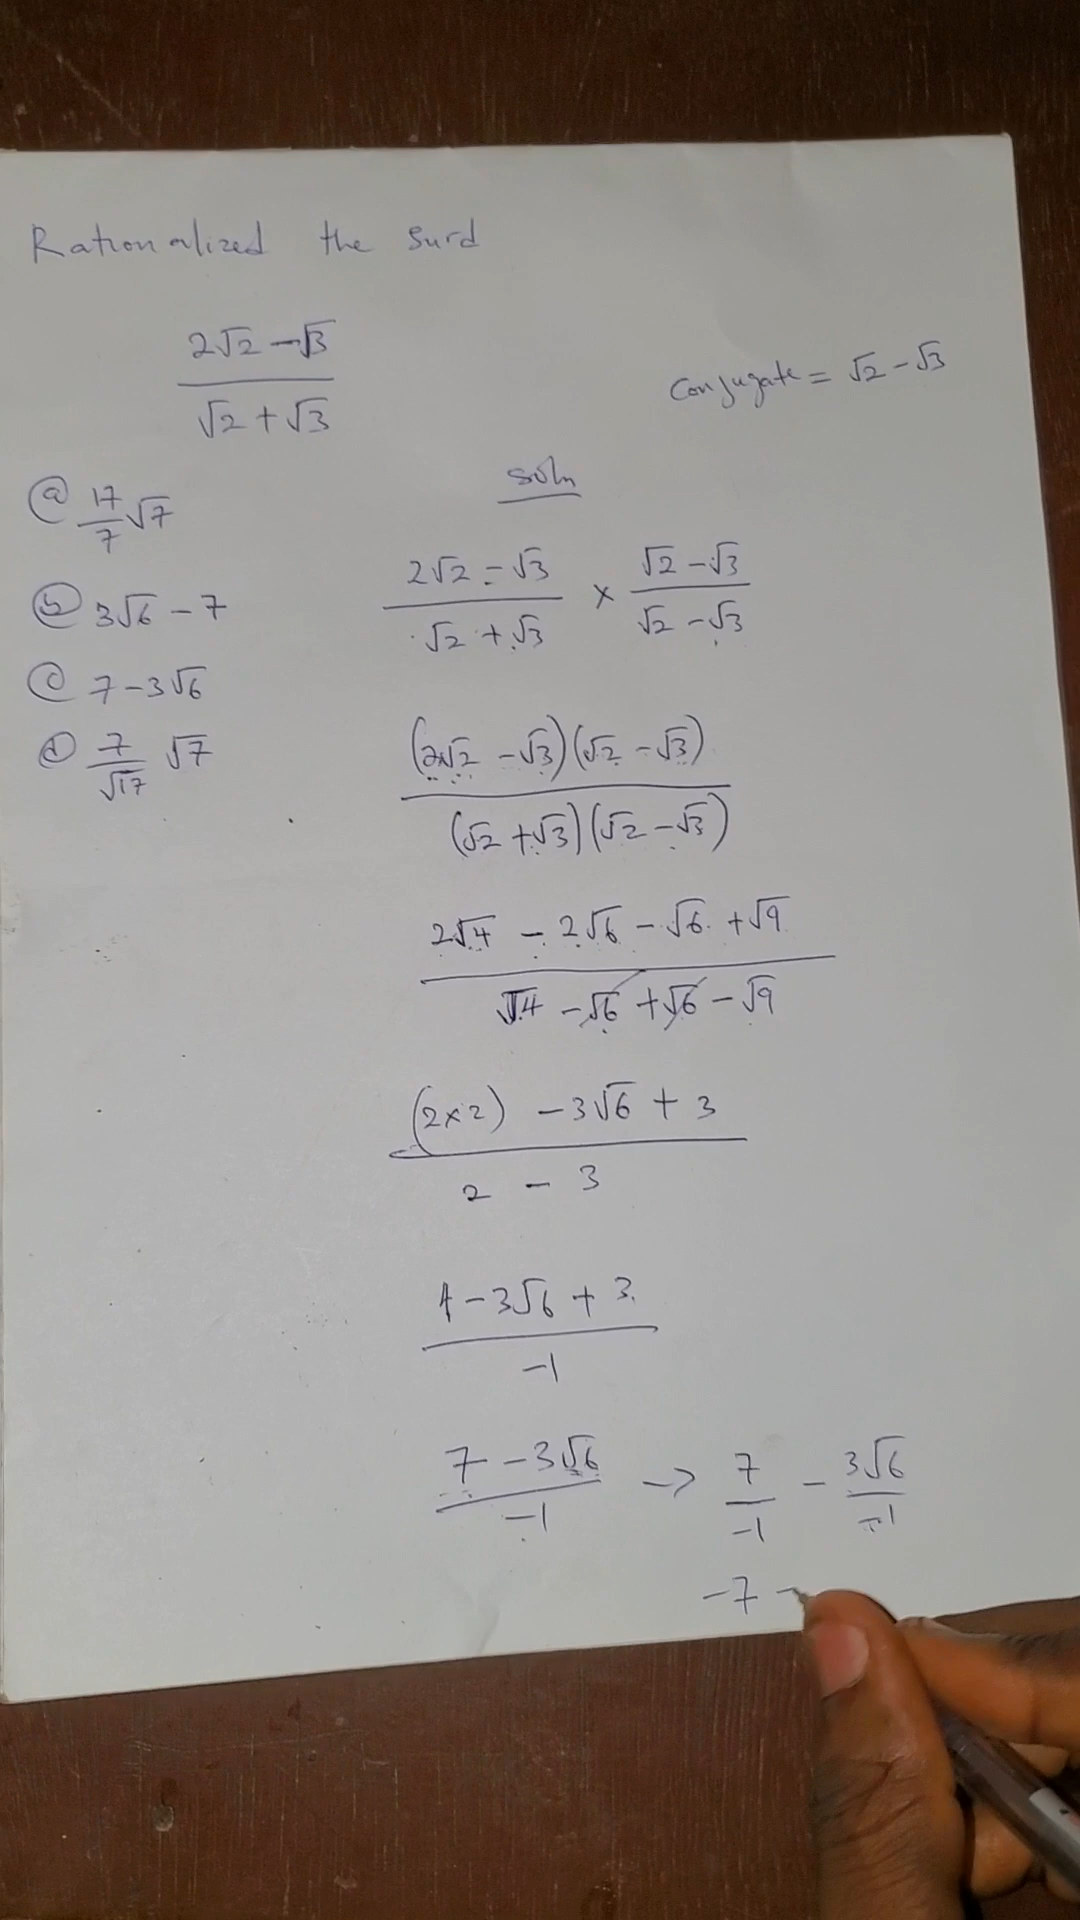 Rationalized the surd
2√2 - √3
√2 + √3
Conjugate = √2 - √3
ⓐ 17/7 √7
ⓑ 3√6 - 7
ⓒ 7 - 3√6
ⓓ 7/√17 √7
soln
2√2 - √3 × √2 - √3
√2 + √3 √2 - √3
(2√2 - √3)(√2 - √3)
(√2 + √3)(√2 - √3)
2√4 - 2√6 - √6 + √9
√4 - √6 + √6 - √9
(2×2) - 3√6 + 3
2 - 3
4 - 3√6 + 3
-1
7 - 3√6 → 7 - 3√6
-1 -1 -1
-7 -